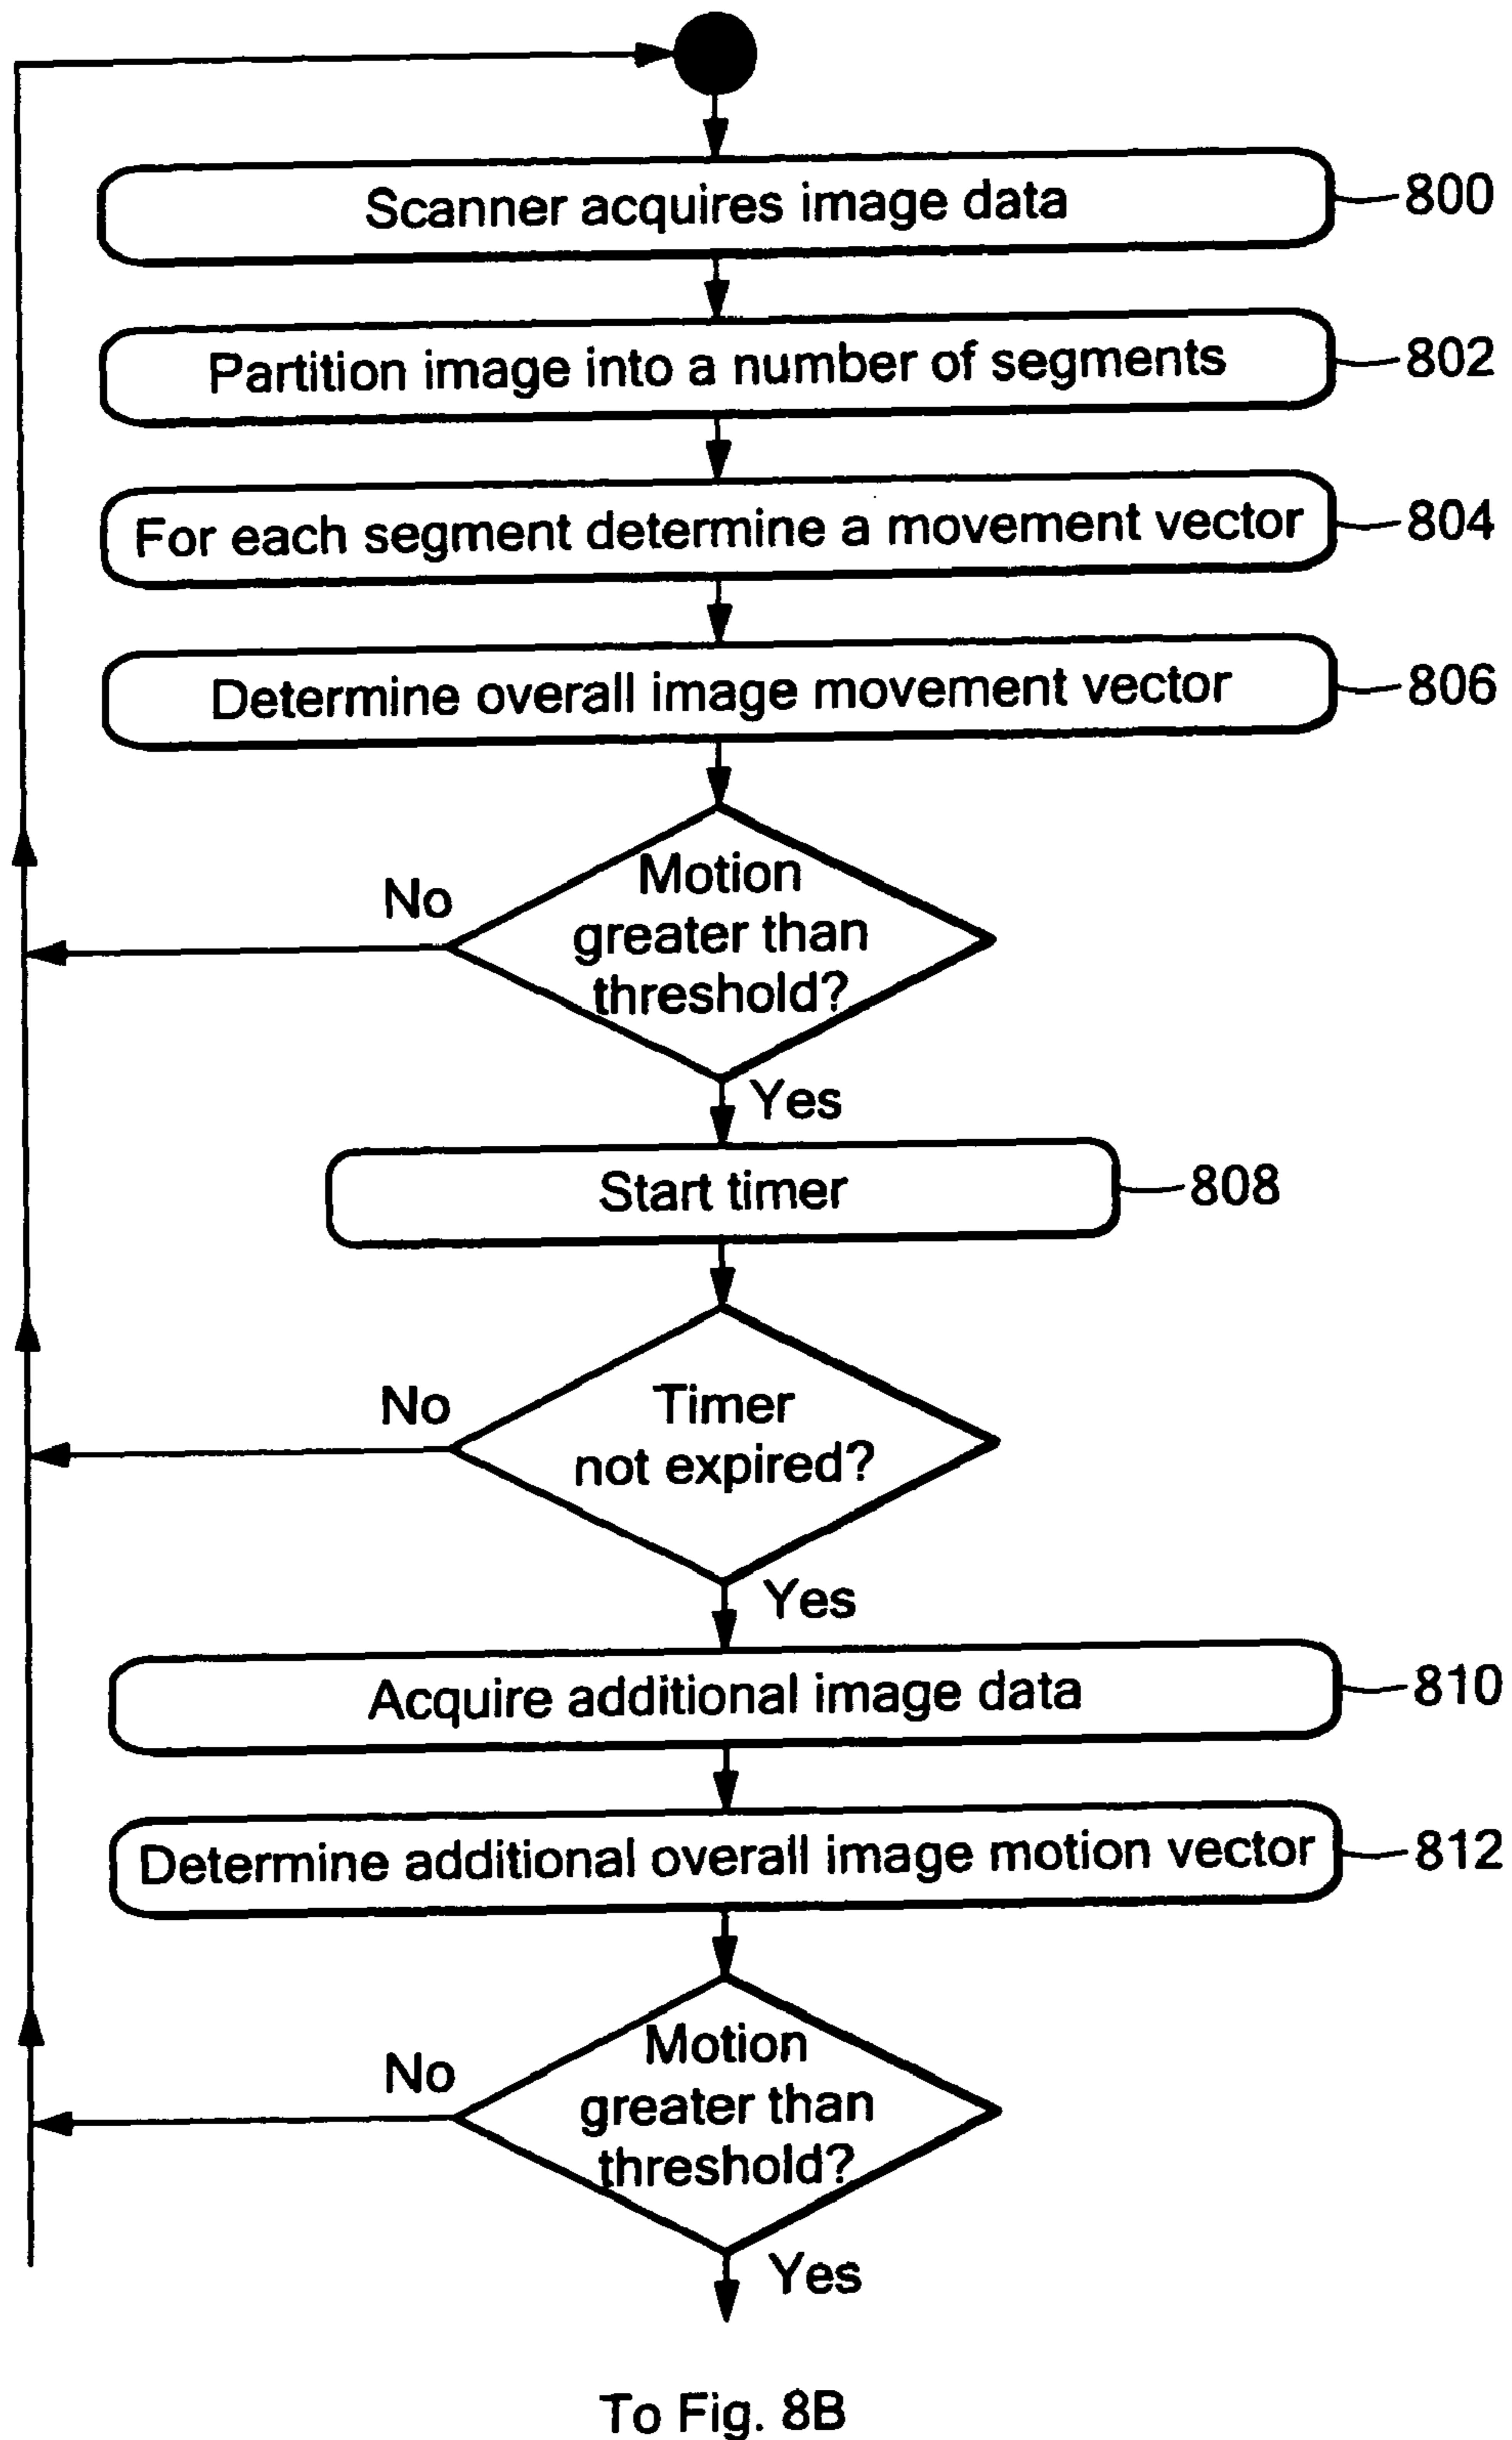 Scanner acquires image data
800
Partition image into a number of segments
802
For each segment determine a movement vector
804
Determine overall image movement vector
806
Motion
greater than
threshold?
No
Yes
Start timer
808
Timer
not expired?
No
Yes
Acquire additional image data
810
Determine additional overall image motion vector
812
Motion
greater than
threshold?
No
Yes
To Fig. 8B